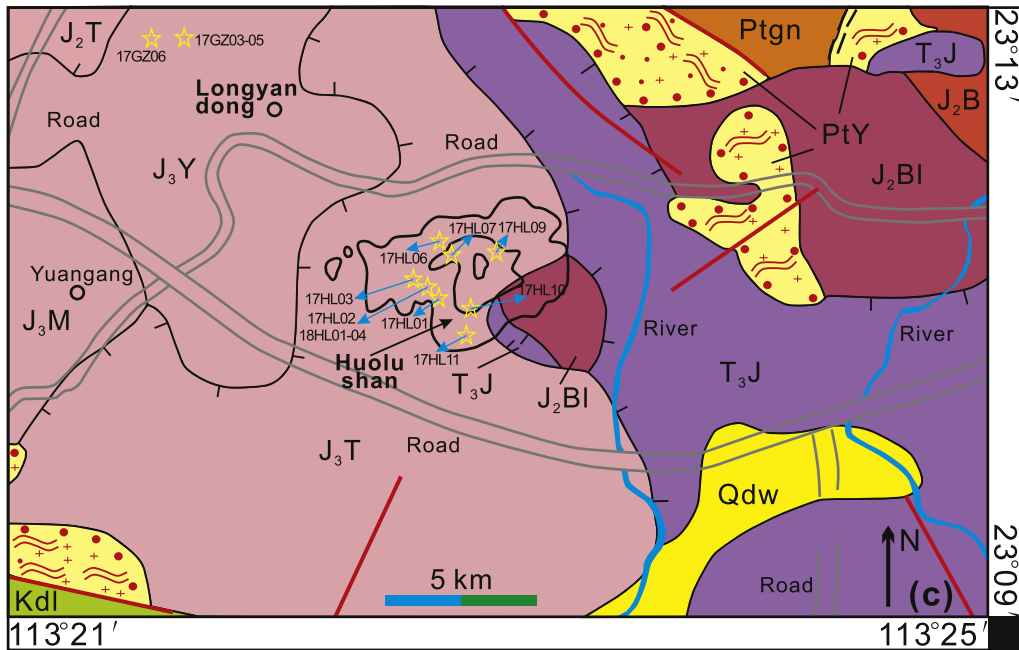 J2T
17GZ06
17GZ03-05
Longyan
dong
Ptgn
T3J
J2B
23°13′
Road
Road
PtY
J3Y
J2Bl
17HL07
17HL09
17HL06
Yuangang
17HL03
17HL10
17HL02
18HL01-04
17HL01
J3M
River
River
17HL11
Huolu
shan
T3J
J2Bl
T3J
J3T
Road
Qdw
N
5 km
Road
(c)
Kdl
23°09′
113°21′
113°25′